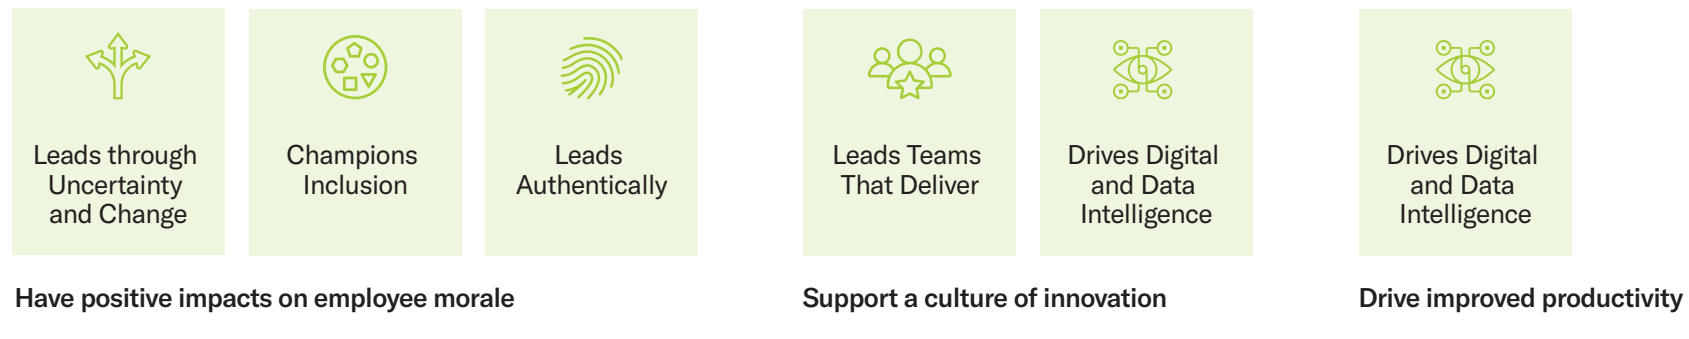 Leads through
Uncertainty
and Change
Champions
Inclusion
Leads
Authentically
Have positive impacts on employee morale
Leads Teams
That Deliver
Drives Digital
and Data
Intelligence
Support a culture of innovation
Drives Digital
and Data
Intelligence
Drive improved productivity